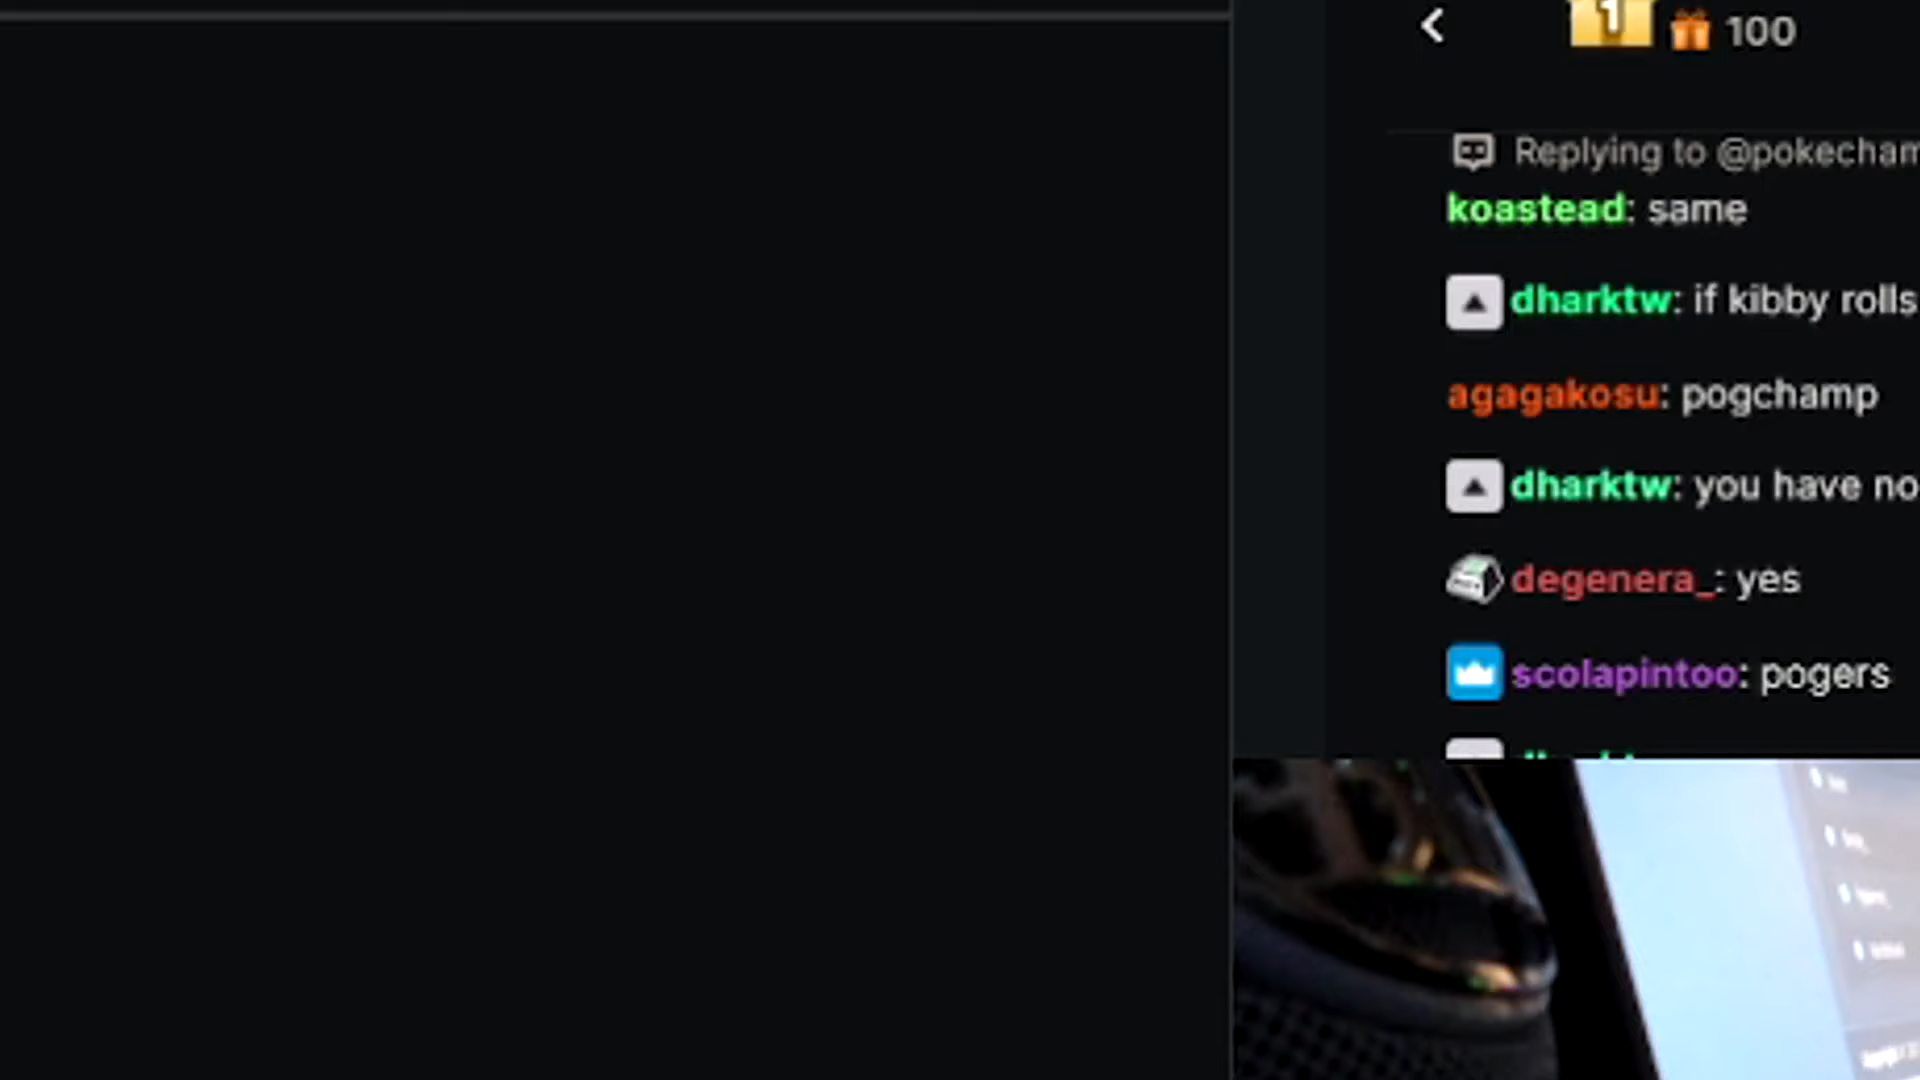 1 100
Replying to @pokecham
koastead: same
dharktw: if kibby rolls
agagakosu: pogchamp
dharktw: you have no
degenera_: yes
scolapintoo: pogers